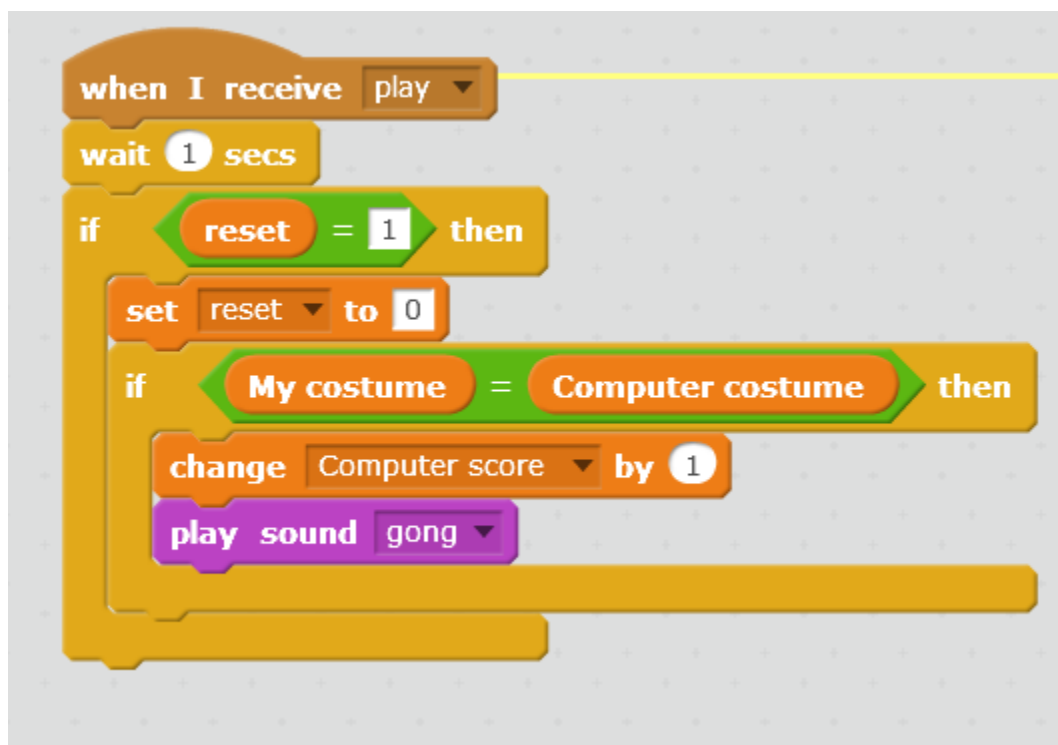 when I receive play
wait 1 secs
if reset = 1 then
set reset to 0
if My costume = Computer costume then
change Computer score by 1
play sound gong